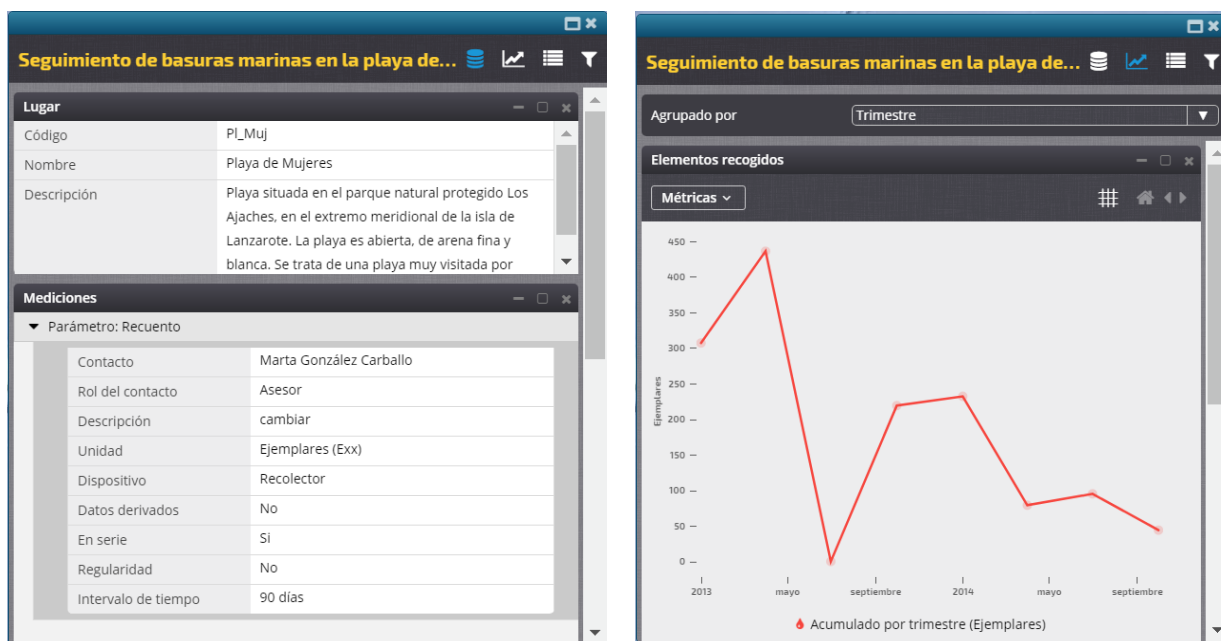 Seguimiento de basuras marinas en la playa de...
Lugar
Código Pl_Muj
Nombre Playa de Mujeres
Descripción Playa situada en el parque natural protegido Los
Ajaches, en el extremo meridional de la isla de
Lanzarote. La playa es abierta, de arena fina y
blanca. Se trata de una playa muy visitada por
Mediciones
Parámetro: Recuento
Contacto Marta González Carballo
Rol del contacto Asesor
Descripción cambiar
Unidad Ejemplares (Exx)
Dispositivo Recolector
Datos derivados No
En serie Si
Regularidad No
Intervalo de tiempo 90 días
Seguimiento de basuras marinas en la playa de...
Agrupado por Trimestre
Elementos recogidos
Métricas
450
400
350
300
250
200
150
100
50
0
Ejemplares
2013 mayo septiembre 2014 mayo septiembre
Acumulado por trimestre (Ejemplares)